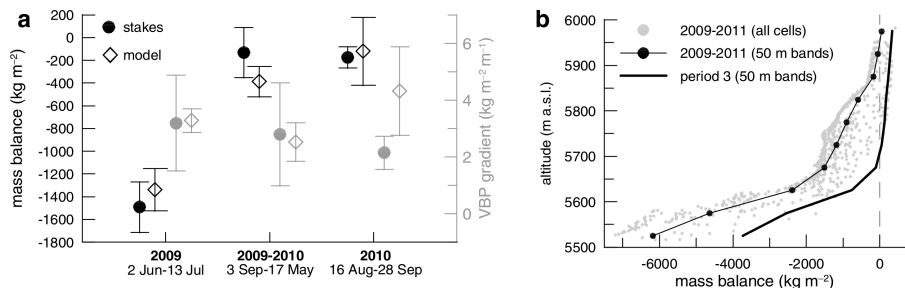 a
stakes
model
mass balance (kg m⁻²)
200
0
-200
-400
-600
-800
-1000
-1200
-1400
-1600
-1800
6
4
2
0
VBP gradient (kg m⁻² m⁻¹)
2009
2 Jun-13 Jul
2009-2010
3 Sep-17 May
2010
16 Aug-28 Sep
b
2009-2011 (all cells)
2009-2011 (50 m bands)
period 3 (50 m bands)
altitude (m a.s.l.)
6000
5900
5800
5700
5600
5500
-6000
-4000
-2000
0
mass balance (kg m⁻²)